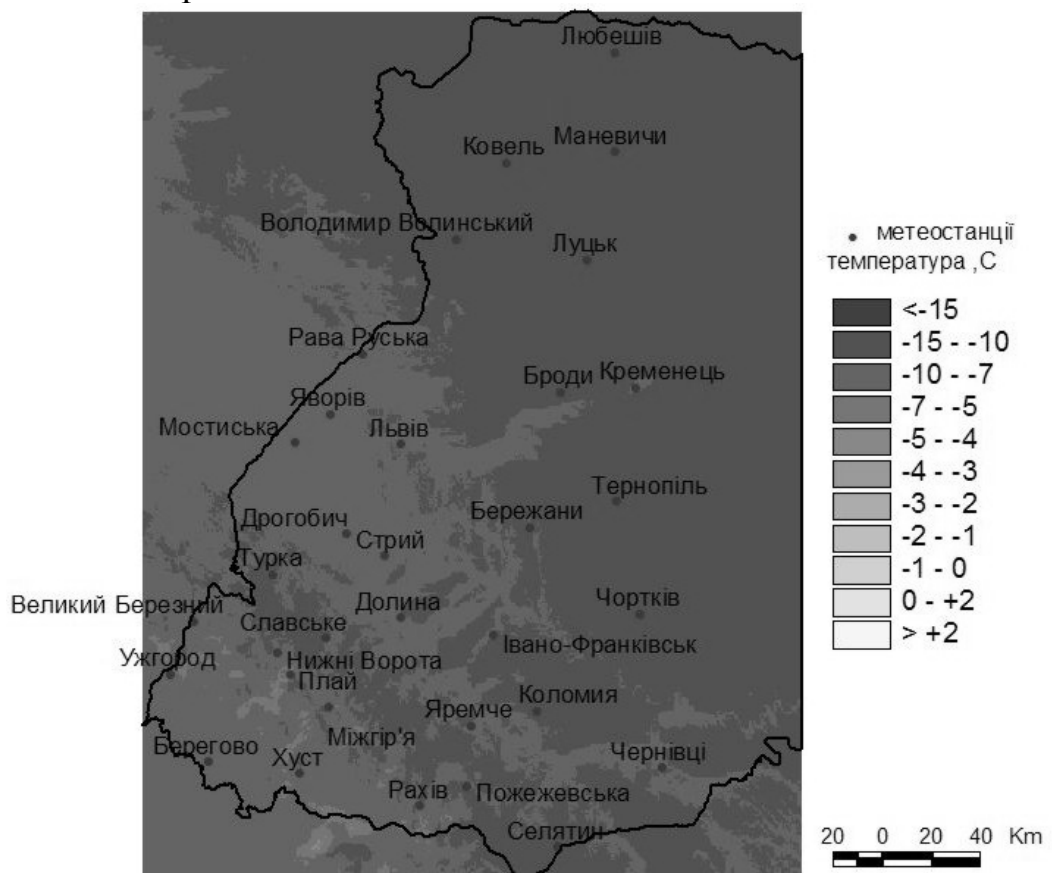 Любешів
Маневичи
Ковель
Володимир Волинський
Луцьк
Рава Руська
Броди
Кременець
Яворів
Мостиська
Львів
Тернопіль
Бережани
Дрогобич
Стрий
Турка
Великий Березний
Славське
Долина
Чортків
Івано-Франківськ
Ужгород
Нижні Ворота
Плай
Коломия
Яремче
Міжгір'я
Берегово
Хуст
Чернівці
Рахів
Пожежевська
Селятин
метеостанції
температура ,С
<-15
-15 - -10
-10 - -7
-7 - -5
-5 - -4
-4 - -3
-3 - -2
-2 - -1
-1 - 0
0 - +2
> +2
20 0 20 40 Km